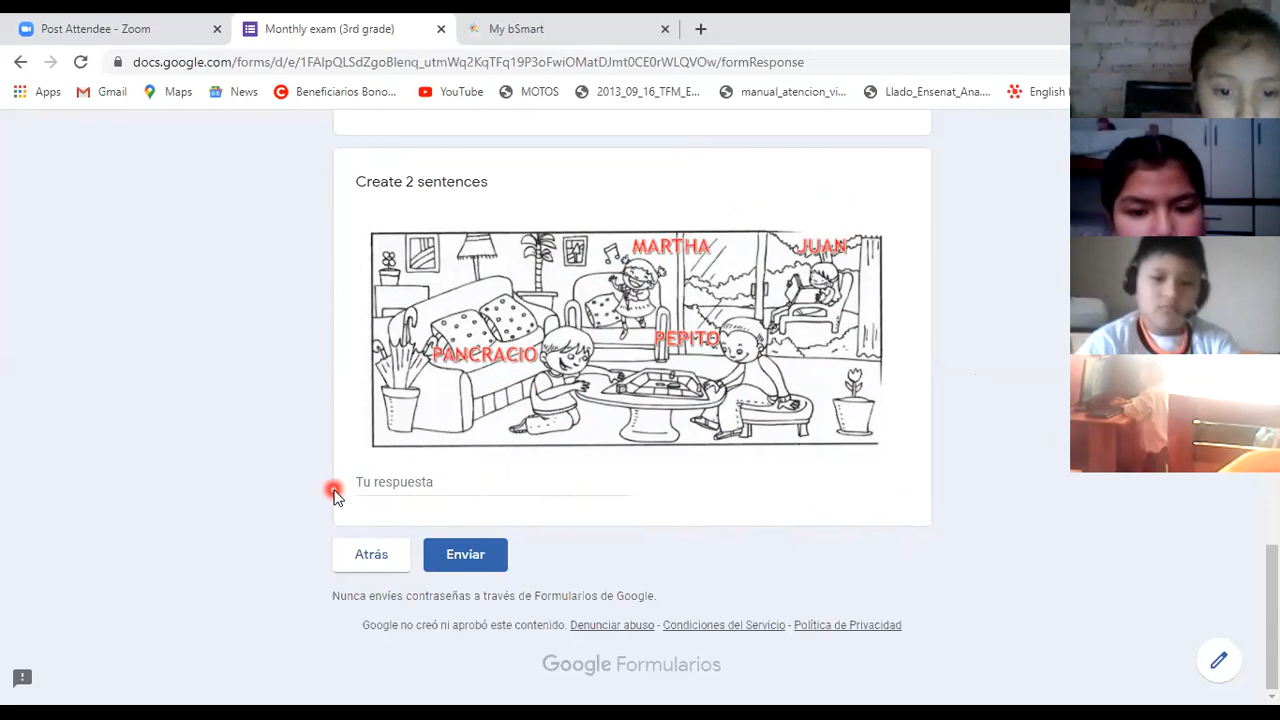 Post Attendee - Zoom
Monthly exam (3rd grade)
My bSmart
docs.google.com/forms/d/e/1FAIpQLSdZgoBlenq_utmWq2KqTFq19P3oFwiOMatDJmt0CE0rWLQVOw/formResponse
Apps
Gmail
Maps
News
Beneficiarios Bono...
YouTube
MOTOS
2013_09_16_TFM_E...
manual_atencion_vi...
Llado_Ensenat_Ana....
English
Create 2 sentences
MARTHA
JUAN
PEPITO
PANCRACIO
Tu respuesta
Atrás
Enviar
Nunca envíes contraseñas a través de Formularios de Google.
Google no creó ni aprobó este contenido. Denunciar abuso - Condiciones del Servicio - Política de Privacidad
Google Formularios